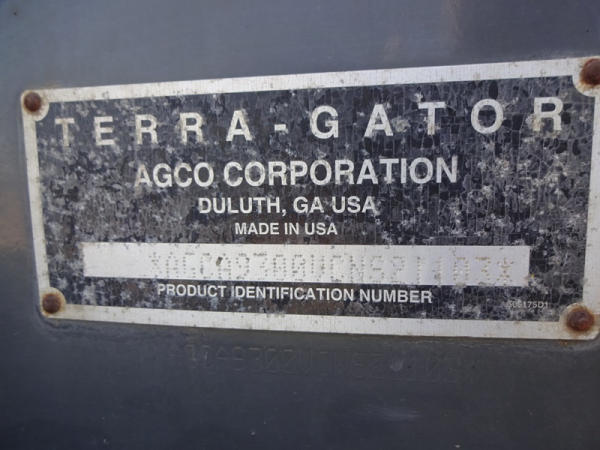 TERRA-GATOR
AGCO CORPORATION
DULUTH, GA USA
MADE IN USA
PRODUCT IDENTIFICATION NUMBER